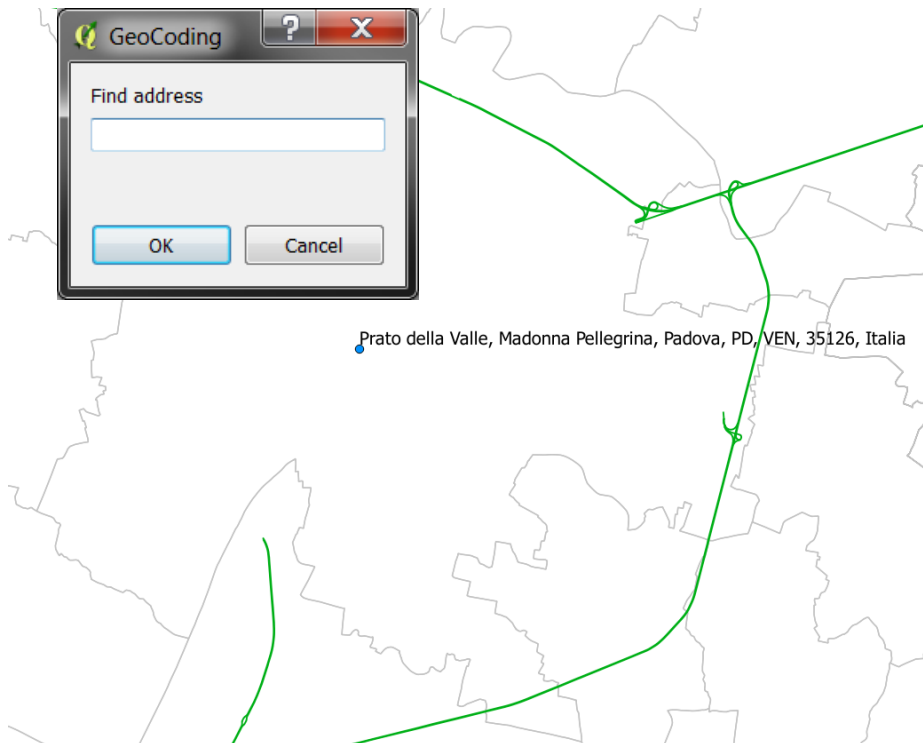 GeoCoding
?
X
Find address
OK
Cancel
Prato della Valle, Madonna Pellegrina, Padova, PD, VEN, 35126, Italia